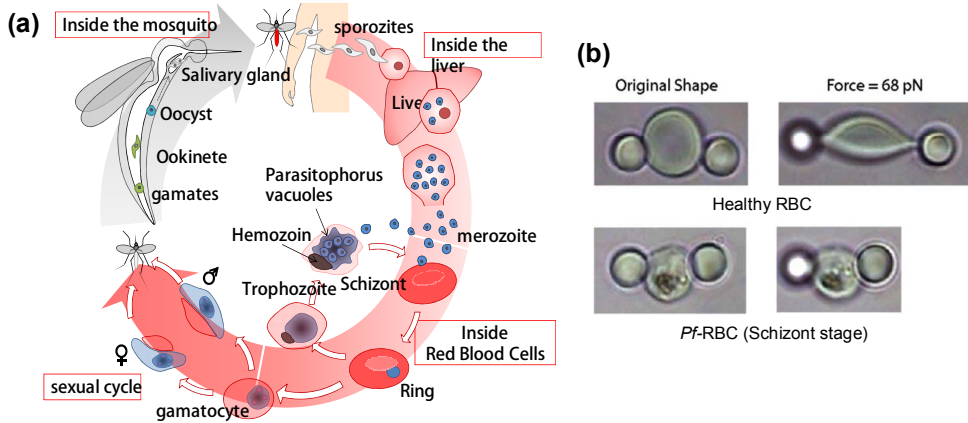 (a)
Inside the mosquito
sporozites
Inside the
liver
Salivary gland
Live
Oocyst
Ookinete
gamates
Parasitophorus
vacuoles
Hemozoin
merozoite
Trophozoite
Schizont
♂
Inside
Red Blood Cells
♀
sexual cycle
Ring
gamatocyte
(b)
Original Shape
Force = 68 pN
Healthy RBC
Pf-RBC (Schizont stage)